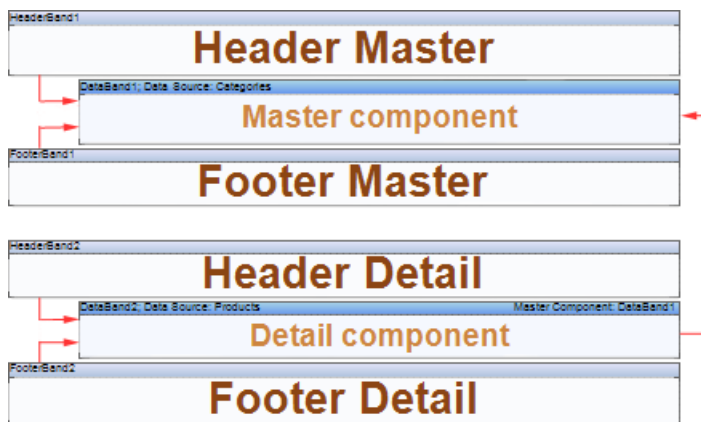 HeaderBand1
Header Master
DataBand1; Data Source: Categories
Master component
FooterBand1
Footer Master
HeaderBand2
Header Detail
DataBand2; Data Source: Products Master Component: DataBand1
Detail component
FooterBand2
Footer Detail